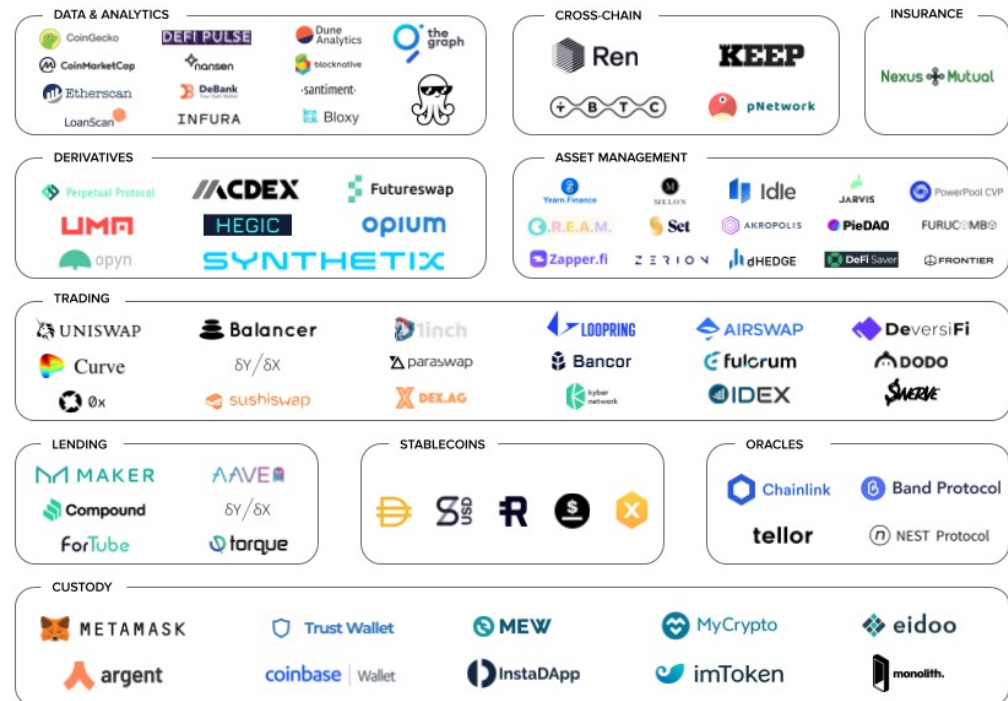 DATA & ANALYTICS
CoinGecko
DEFI PULSE
Dune
Analytics
the
graph
CoinMarketCap
nansen
blocknative
Etherscan
DeBank
·santiment·
LoanScan
INFURA
Bloxy
CROSS-CHAIN
Ren
KEEP
TBTC
pNetwork
INSURANCE
Nexus Mutual
DERIVATIVES
Perpetual Protocol
MCDEX
Futureswap
UMA
HEGIC
opium
opyn
SYNTHETIX
ASSET MANAGEMENT
Yearn.Finance
MELON
Idle
JARVIS
PowerPool CVP
C.R.E.A.M.
Set
AKROPOLIS
PieDAO
FURUCOMBO
Zapper.fi
ZERION
dHEDGE
DeFi Saver
FRONTIER
TRADING
UNISWAP
Balancer
1inch
LOOPRING
AIRSWAP
DeversiFi
Curve
δY/δX
paraswap
Bancor
fulcrum
DODO
0x
sushiswap
DEX.AG
kyber
network
IDEX
SWERVE
LENDING
MAKER
AAVE
Compound
δY/δX
ForTube
torque
STABLECOINS
USD
ORACLES
Chainlink
Band Protocol
tellor
NEST Protocol
CUSTODY
METAMASK
Trust Wallet
MEW
MyCrypto
eidoo
argent
coinbase | Wallet
InstaDApp
imToken
monolith.